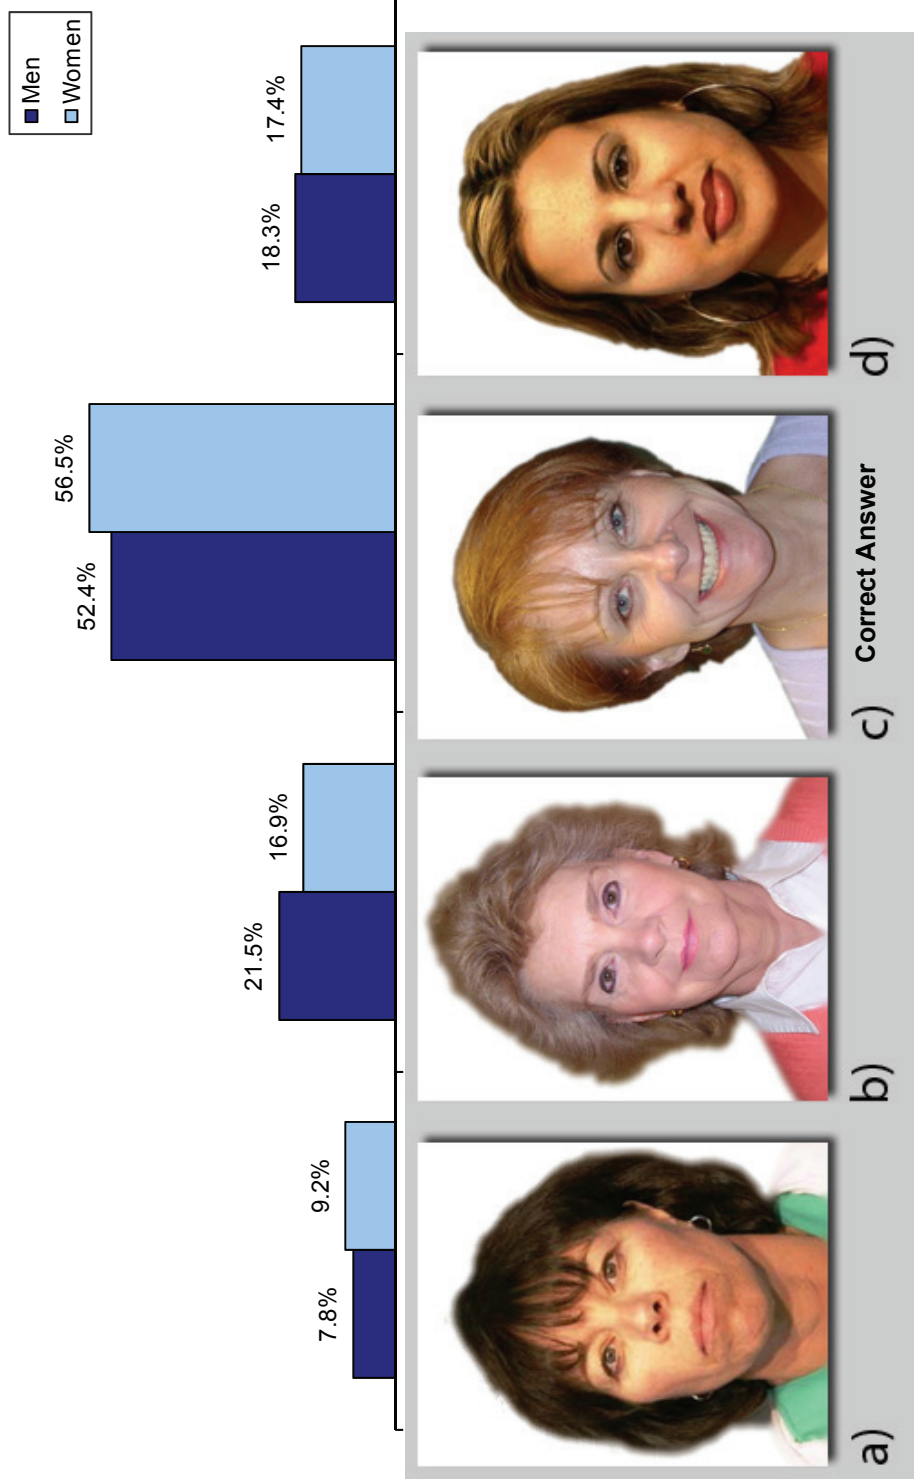 Men
Women
7.8%
9.2%
21.5%
16.9%
52.4%
56.5%
18.3%
17.4%
a)
b)
c)
Correct Answer
d)